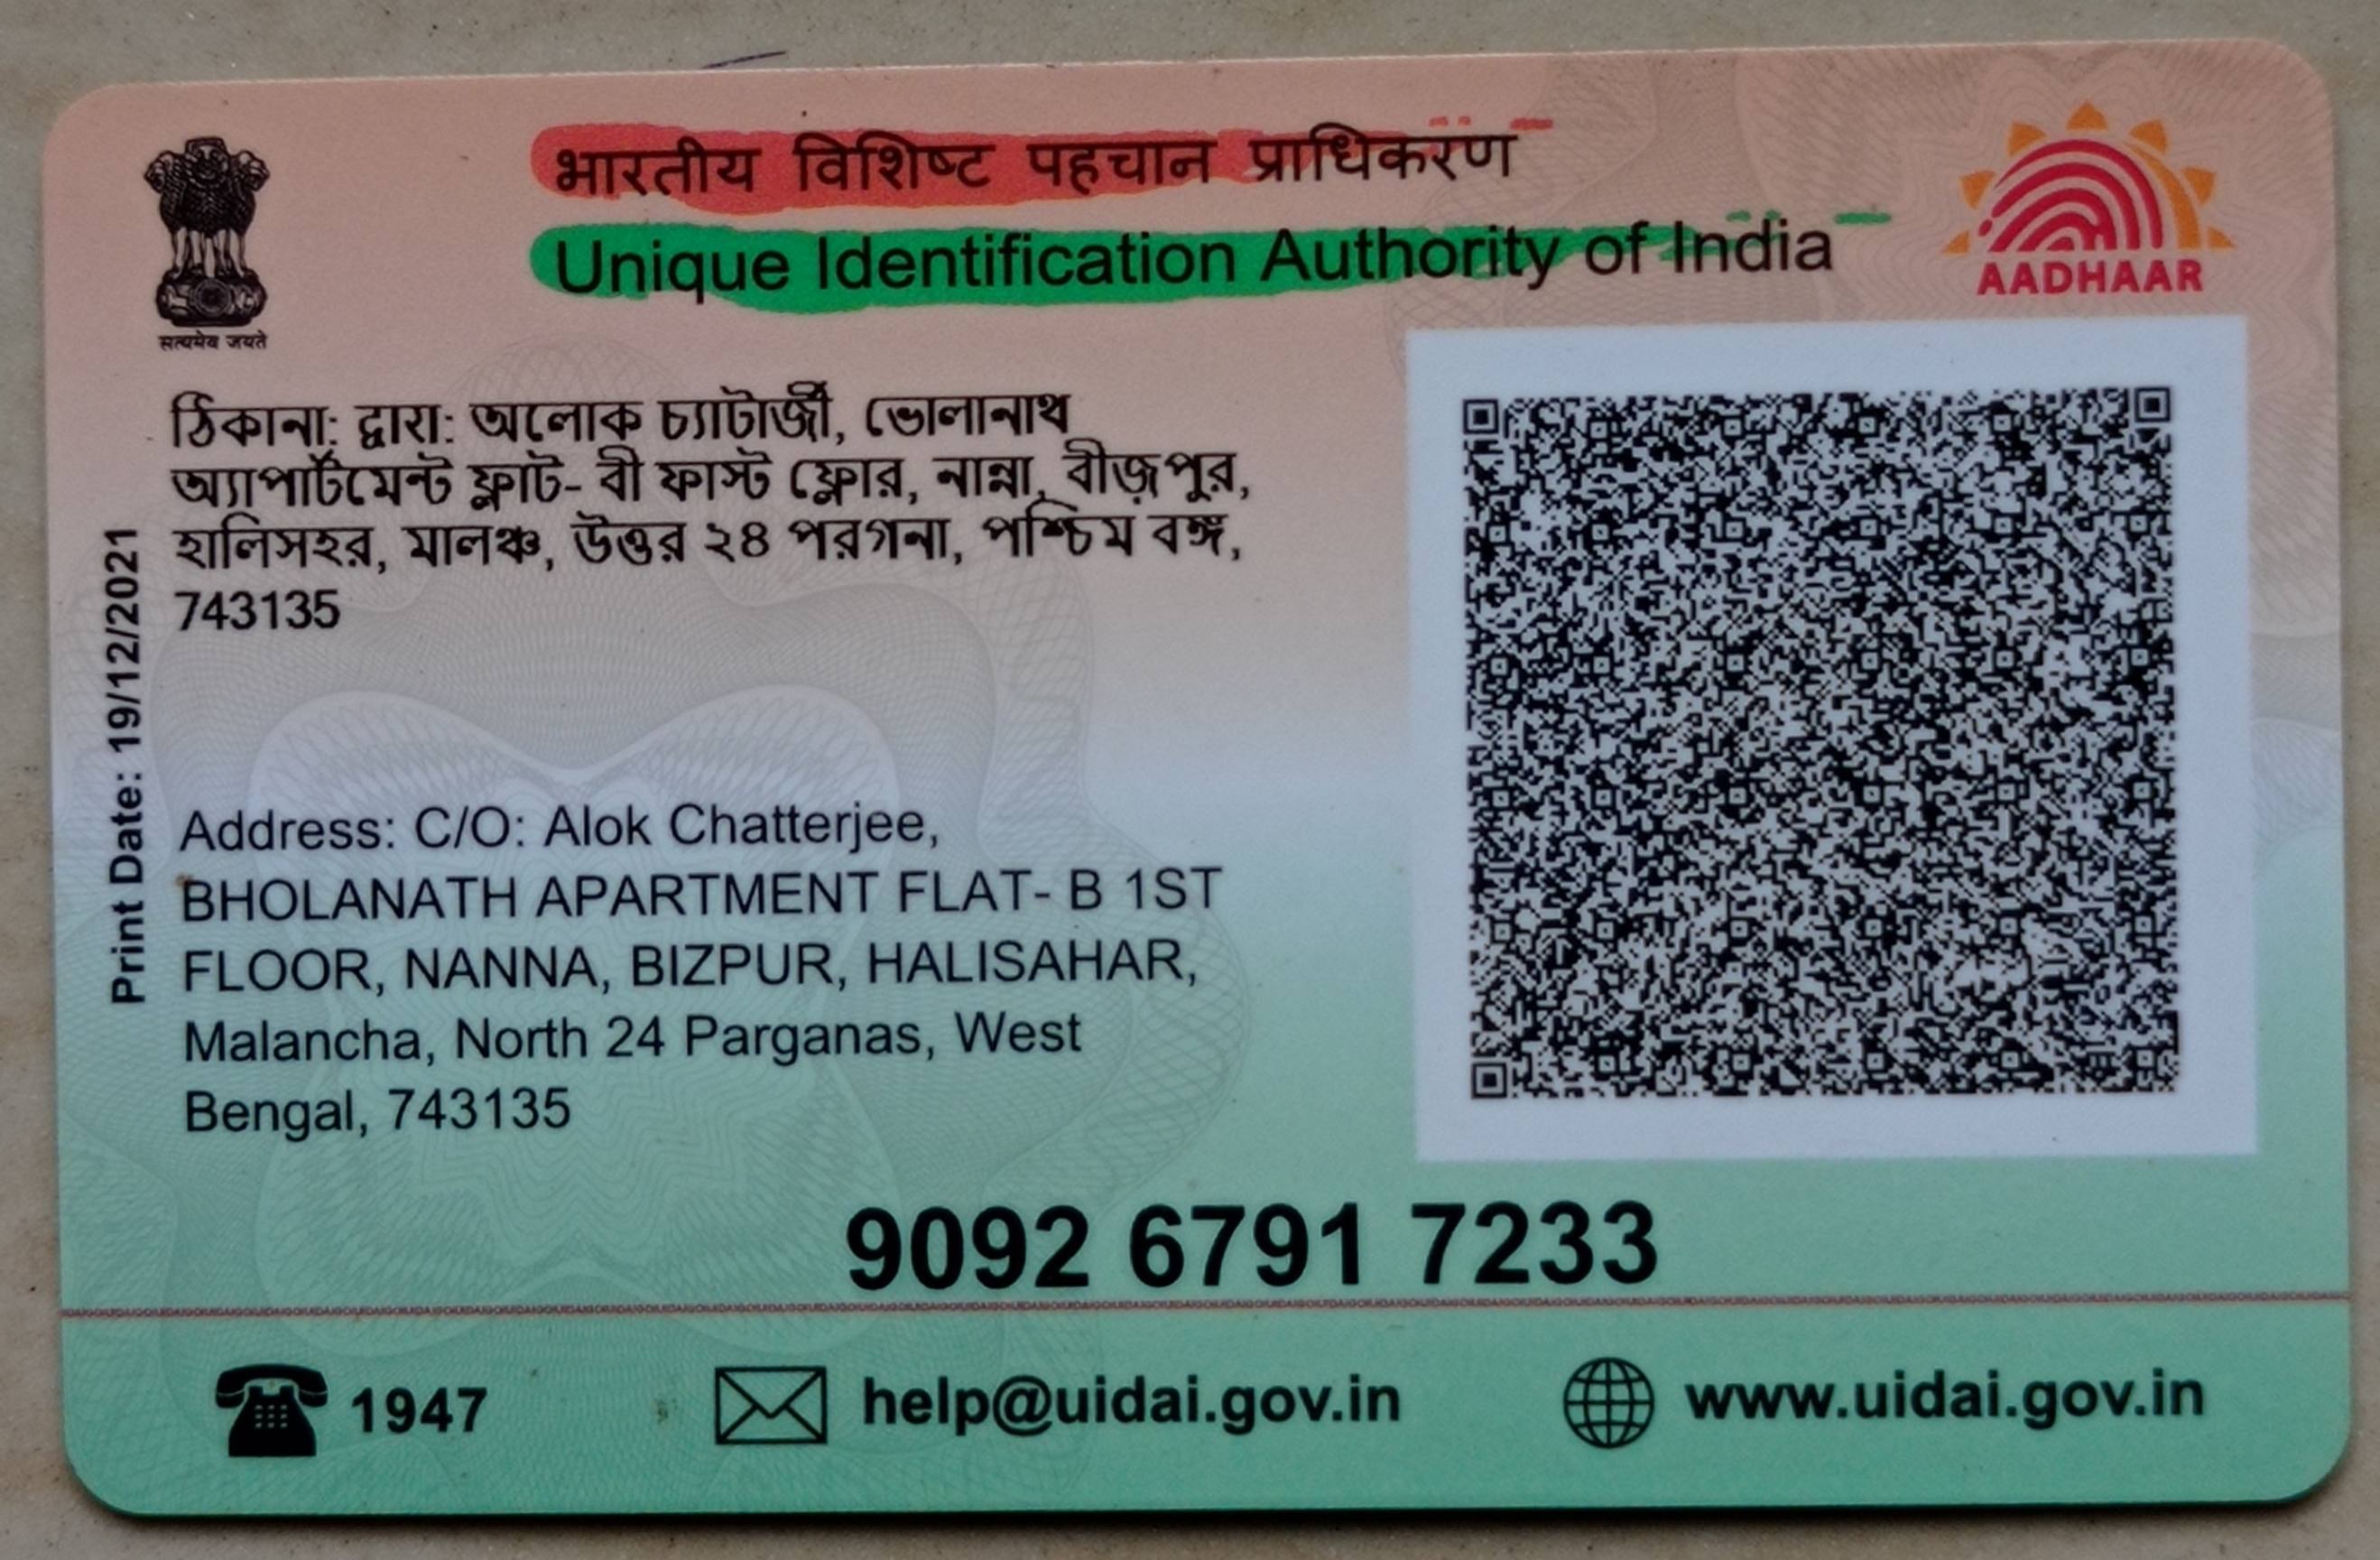 भारतीय विशिष्ट पहचान प्राधिकरण
Unique Identification Authority of India
AADHAAR
सत्यमेव जयते
ঠিকানা: দ্বারা: অলোক চ্যাটার্জী, ভোলানাথ
অ্যাপার্টমেন্ট ফ্লাট- বী ফার্স্ট ফ্লোর, নান্না, বীজ়পুর,
হালিসহর, মালঞ্চ, উত্তর ২৪ পরগনা, পশ্চিম বঙ্গ,
743135
Print Date: 19/12/2021
Address: C/O: Alok Chatterjee,
BHOLANATH APARTMENT FLAT- B 1ST
FLOOR, NANNA, BIZPUR, HALISAHAR,
Malancha, North 24 Parganas, West
Bengal, 743135
9092 6791 7233
1947
help@uidai.gov.in
www.uidai.gov.in